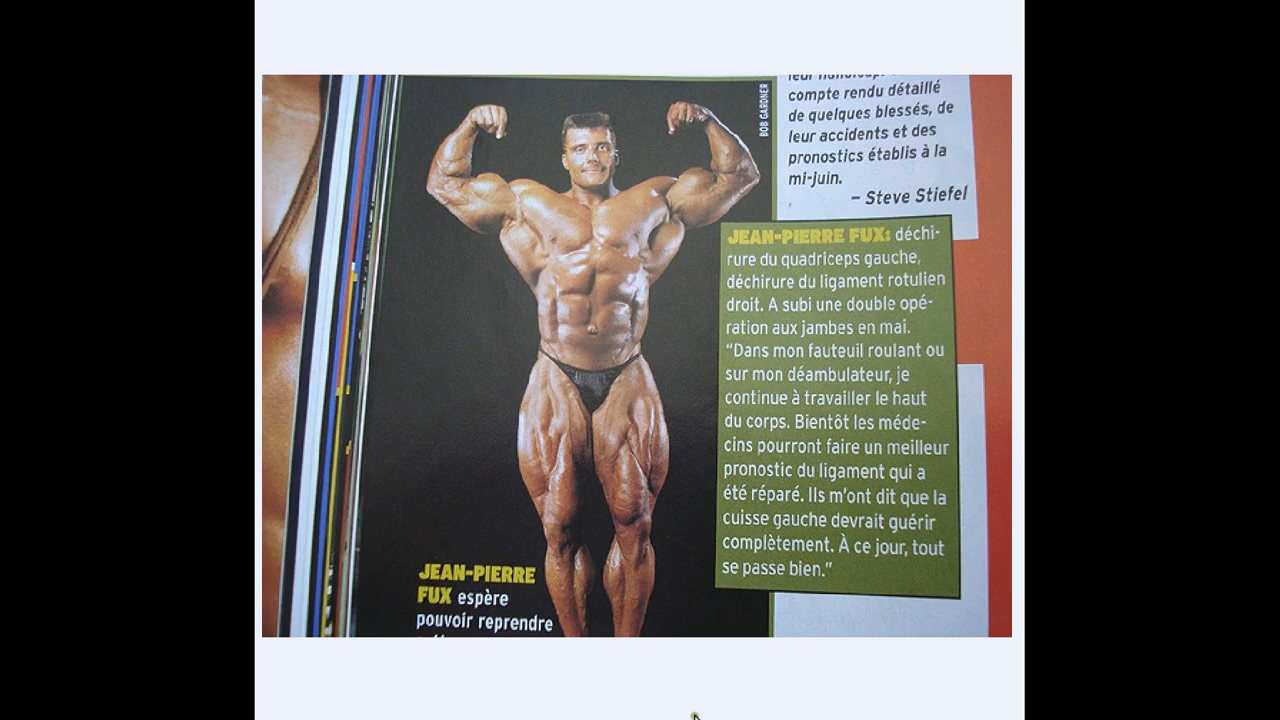 compte rendu détaillé
de quelques blessés, de
leur accidents et des
pronostics établis à la
mi-juin.
– Steve Stiefel
BOB GARDNER
JEAN-PIERRE FUX: déchi-
rure du quadriceps gauche,
déchirure du ligament rotulien
droit. A subi une double opé-
ration aux jambes en mai.
“Dans mon fauteuil roulant ou
sur mon déambulateur, je
continue à travailler le haut
du corps. Bientôt les méde-
cins pourront faire un meilleur
pronostic du ligament qui a
été réparé. Ils m’ont dit que la
cuisse gauche devrait guérir
complètement. À ce jour, tout
se passe bien.”
JEAN-PIERRE
FUX espère
pouvoir reprendre